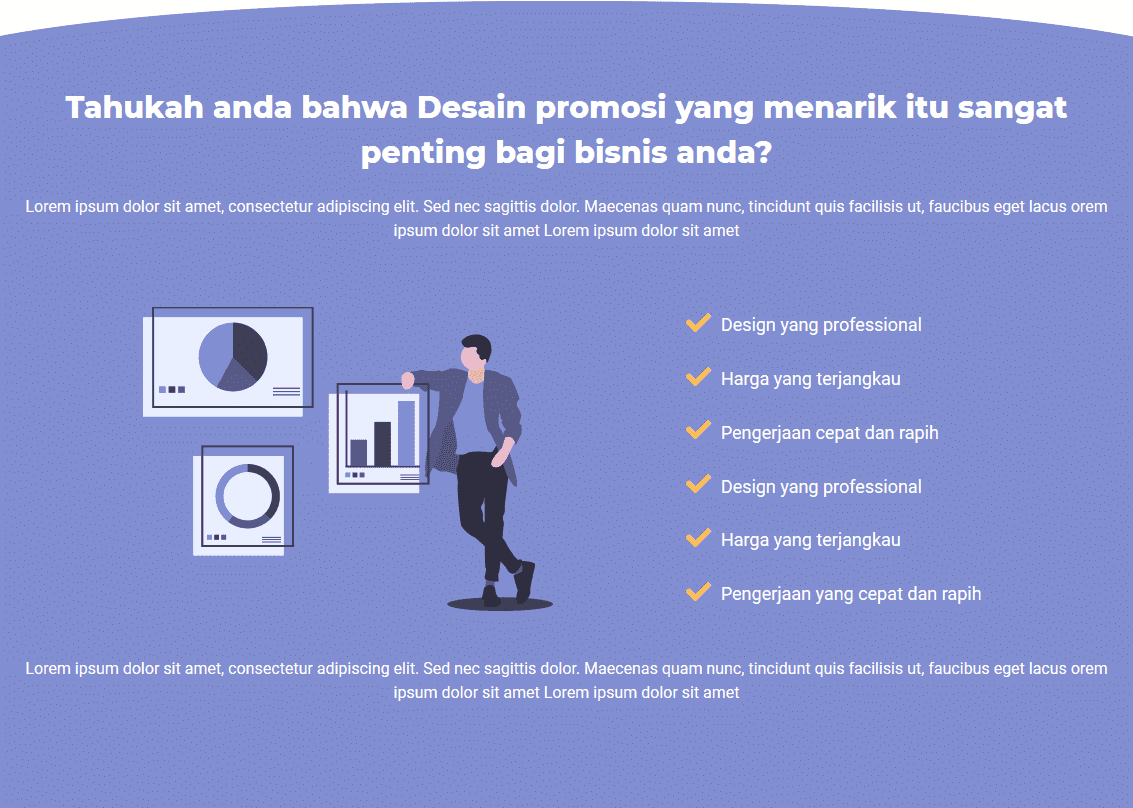 Tahukah anda bahwa Desain promosi yang menarik itu sangat
penting bagi bisnis anda?
Lorem ipsum dolor sit amet, consectetur adipiscing elit. Sed nec sagittis dolor. Maecenas quam nunc, tincidunt quis facilisis ut, faucibus eget lacus orem
ipsum dolor sit amet Lorem ipsum dolor sit amet
Design yang professional
Harga yang terjangkau
Pengerjaan cepat dan rapih
Design yang professional
Harga yang terjangkau
Pengerjaan yang cepat dan rapih
Lorem ipsum dolor sit amet, consectetur adipiscing elit. Sed nec sagittis dolor. Maecenas quam nunc, tincidunt quis facilisis ut, faucibus eget lacus orem
ipsum dolor sit amet Lorem ipsum dolor sit amet